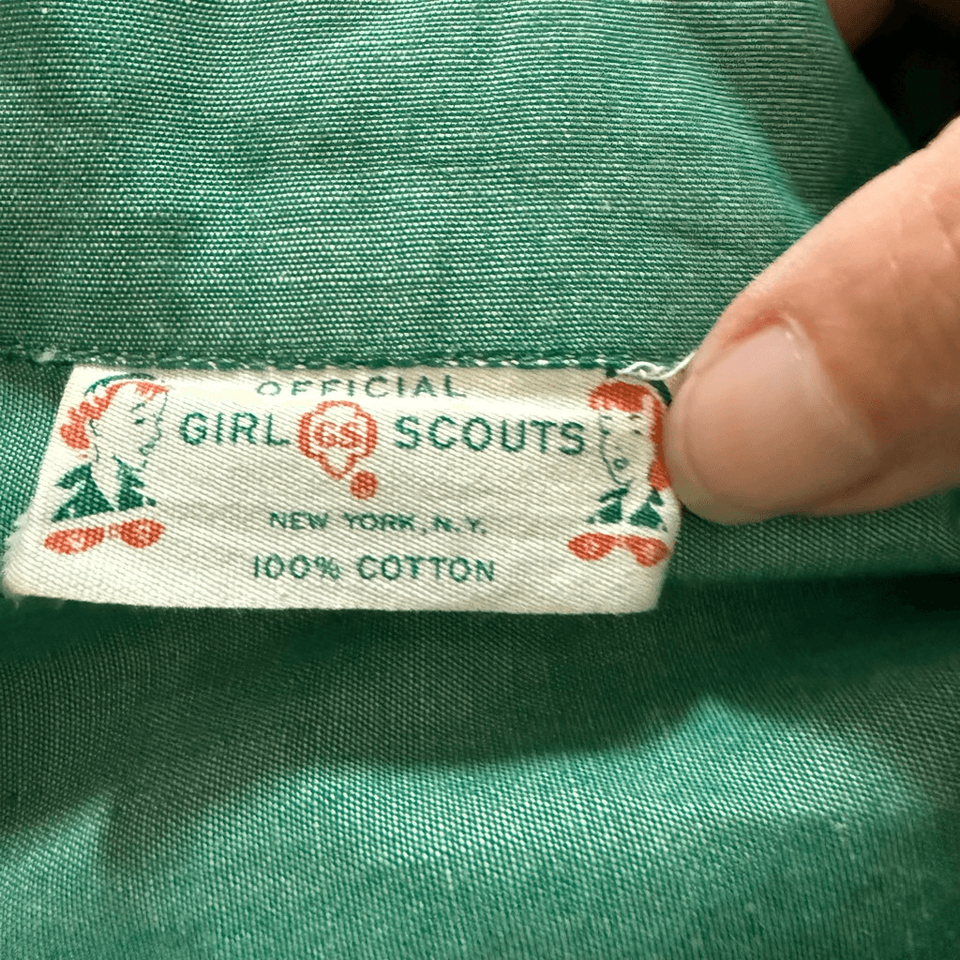 OFFICIAL
GIRL GS SCOUTS
NEW YORK, N.Y.
100% COTTON